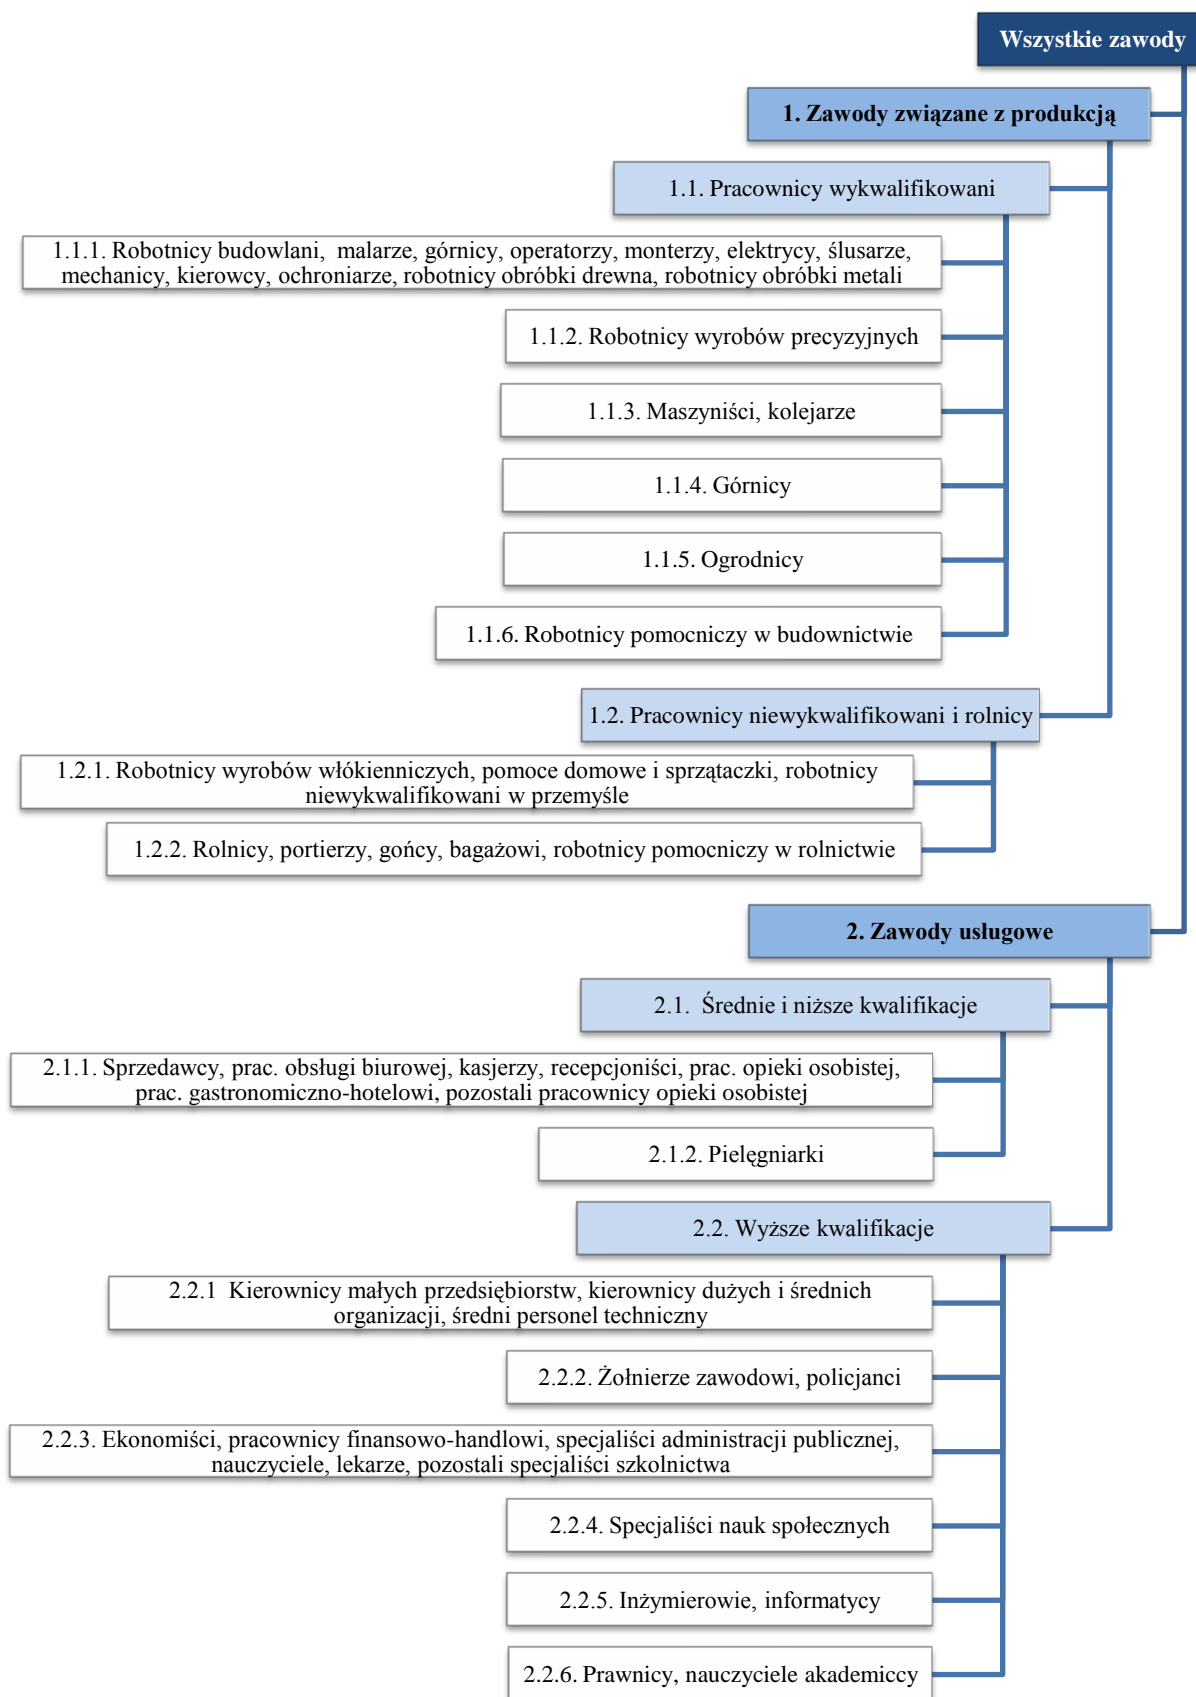 Wszystkie zawody
1. Zawody związane z produkcją
1.1. Pracownicy wykwalifikowani
1.1.1. Robotnicy budowlani, malarze, górnicy, operatorzy, monterzy, elektrycy, ślusarze,
mechanicy, kierowcy, ochroniarze, robotnicy obróbki drewna, robotnicy obróbki metali
1.1.2. Robotnicy wyrobów precyzyjnych
1.1.3. Maszyniści, kolejarze
1.1.4. Górnicy
1.1.5. Ogrodnicy
1.1.6. Robotnicy pomocniczy w budownictwie
1.2. Pracownicy niewykwalifikowani i rolnicy
1.2.1. Robotnicy wyrobów włókienniczych, pomoce domowe i sprzątaczki, robotnicy
niewykwalifikowani w przemyśle
1.2.2. Rolnicy, portierzy, gońcy, bagażowi, robotnicy pomocniczy w rolnictwie
2. Zawody usługowe
2.1. Średnie i niższe kwalifikacje
2.1.1. Sprzedawcy, prac. obsługi biurowej, kasjerzy, recepcjoniści, prac. opieki osobistej,
prac. gastronomiczno-hotelowi, pozostali pracownicy opieki osobistej
2.1.2. Pielęgniarki
2.2. Wyższe kwalifikacje
2.2.1 Kierownicy małych przedsiębiorstw, kierownicy dużych i średnich
organizacji, średni personel techniczny
2.2.2. Żołnierze zawodowi, policjanci
2.2.3. Ekonomiści, pracownicy finansowo-handlowi, specjaliści administracji publicznej,
nauczyciele, lekarze, pozostali specjaliści szkolnictwa
2.2.4. Specjaliści nauk społecznych
2.2.5. Inżymierowie, informatycy
2.2.6. Prawnicy, nauczyciele akademiccy